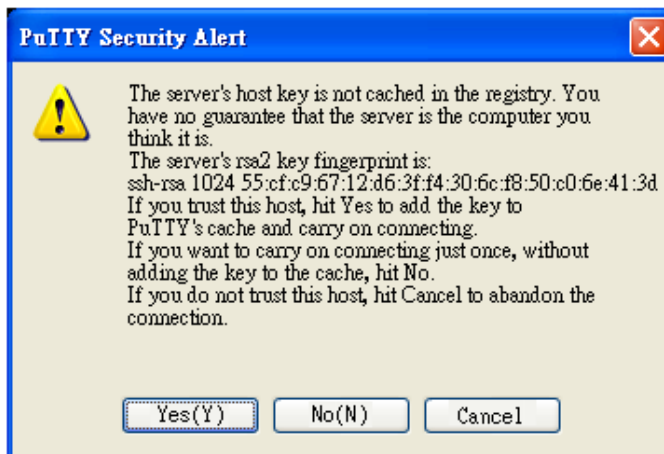 PuTTY Security Alert
The server's host key is not cached in the registry. You
have no guarantee that the server is the computer you
think it is.
The server's rsa2 key fingerprint is:
ssh-rsa 1024 55:cf:c9:67:12:d6:3f:f4:30:6c:f8:50:c0:6e:41:3d
If you trust this host, hit Yes to add the key to
PuTTY's cache and carry on connecting.
If you want to carry on connecting just once, without
adding the key to the cache, hit No.
If you do not trust this host, hit Cancel to abandon the
connection.
Yes(Y) No(N) Cancel